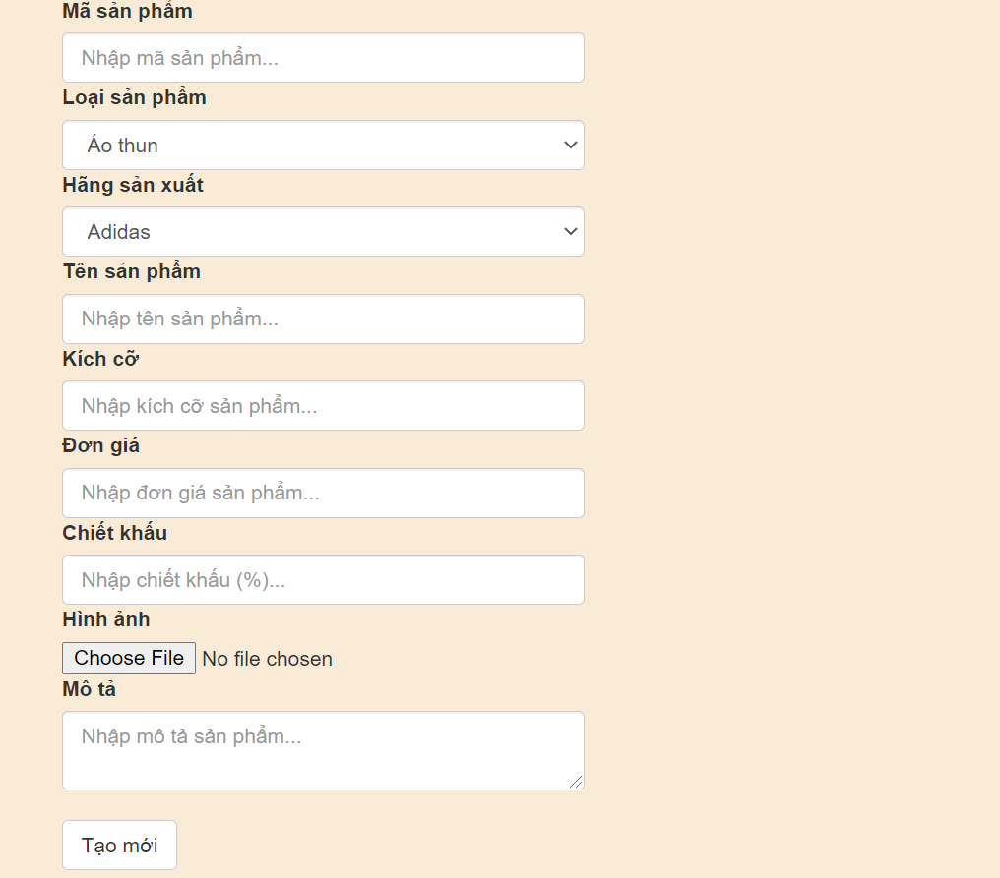 Mã sản phẩm
Nhập mã sản phẩm...
Loại sản phẩm
Áo thun
Hãng sản xuất
Adidas
Tên sản phẩm
Nhập tên sản phẩm...
Kích cỡ
Nhập kích cỡ sản phẩm...
Đơn giá
Nhập đơn giá sản phẩm...
Chiết khấu
Nhập chiết khấu (%)...
Hình ảnh
Choose File No file chosen
Mô tả
Nhập mô tả sản phẩm...
Tạo mới